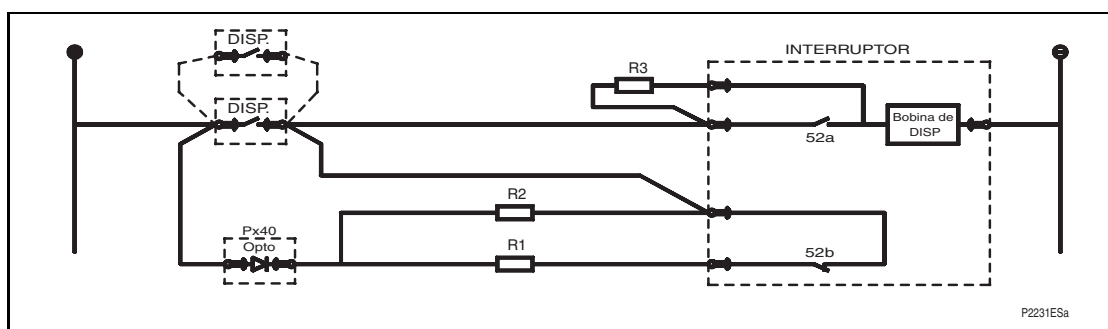 DISP.
INTERRUPTOR
R3
DISP.
Bobina de
DISP
52a
R2
Px40
Opto
R1
52b
P2231ESa